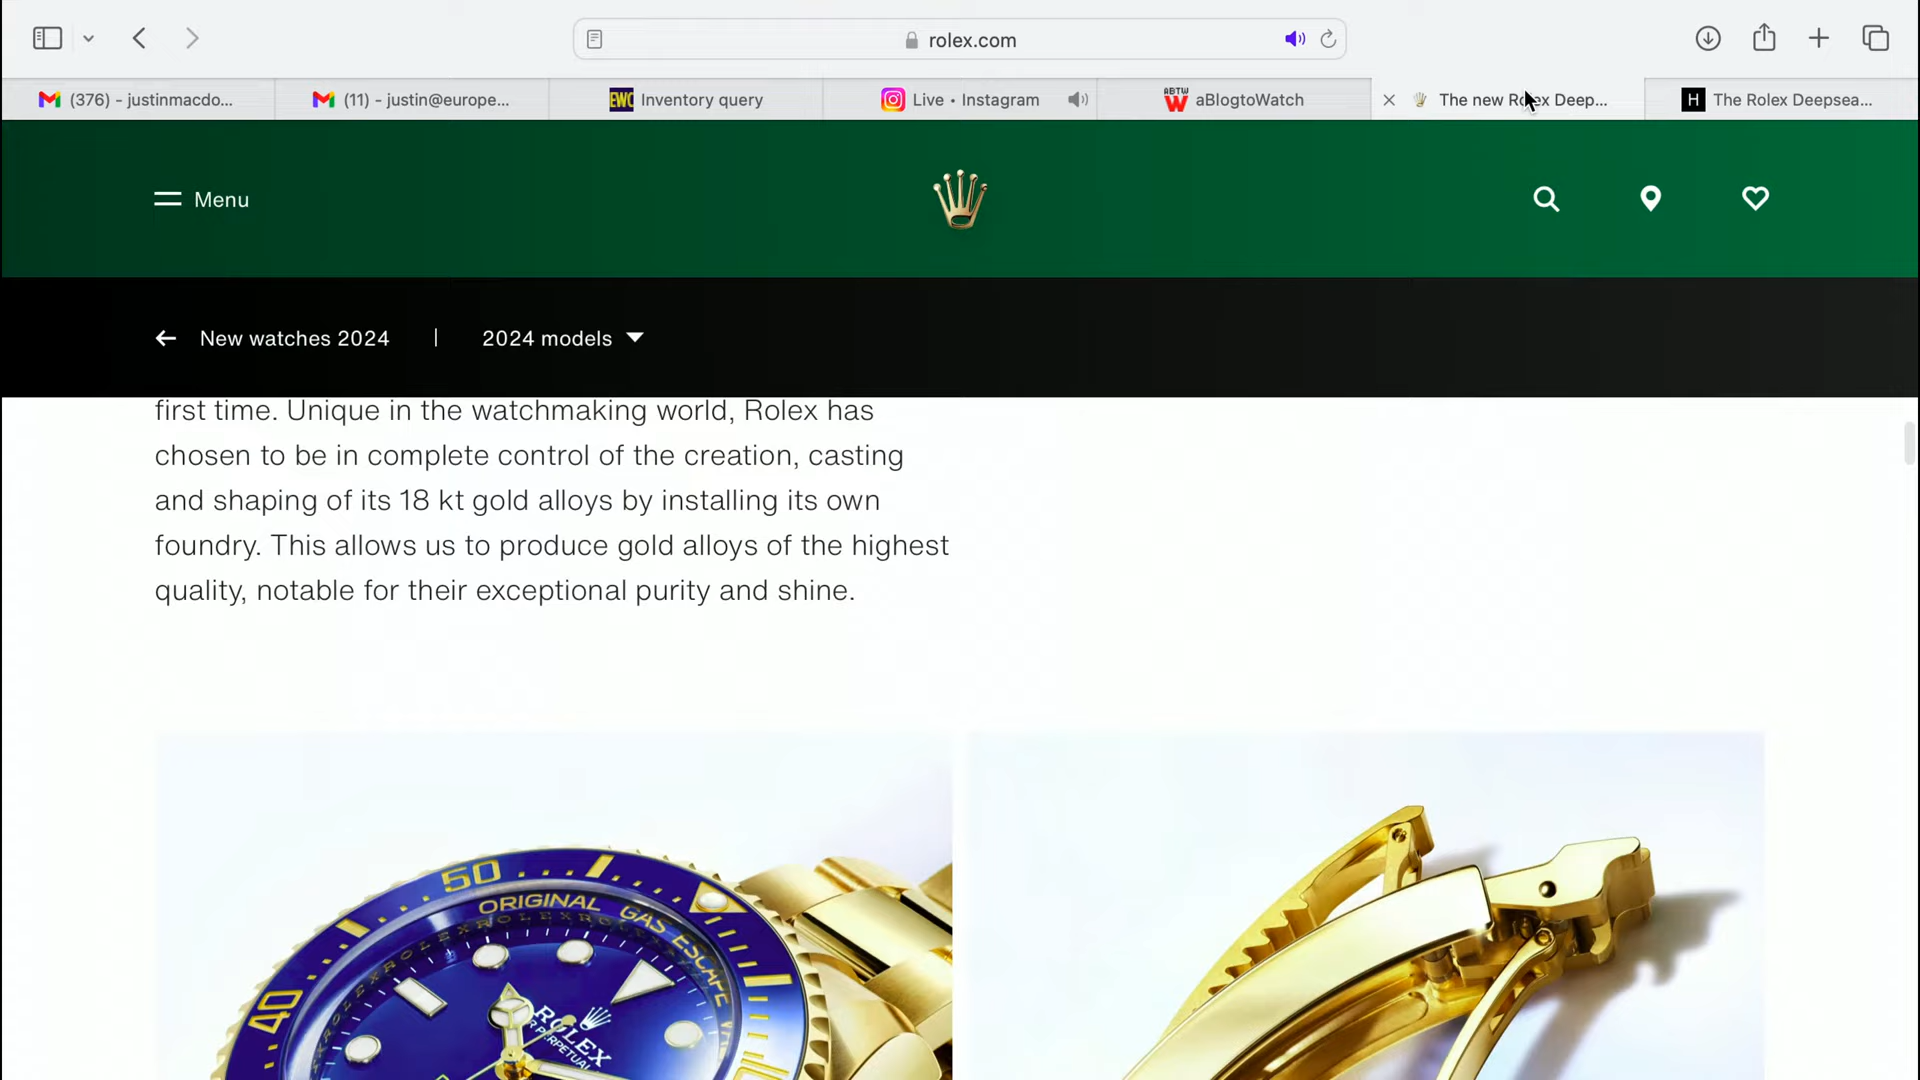 rolex.com
(376) - justinmacdo...
(11) - justin@europe...
EWC Inventory query
Live • Instagram
ABTW W aBlogtoWatch
The new Rolex Deep...
H The Rolex Deepsea...
Menu
New watches 2024 | 2024 models
first time. Unique in the watchmaking world, Rolex has
chosen to be in complete control of the creation, casting
and shaping of its 18 kt gold alloys by installing its own
foundry. This allows us to produce gold alloys of the highest
quality, notable for their exceptional purity and shine.
50
40
ORIGINAL GAS ESCAPE
ROLEX
PERPETUAL